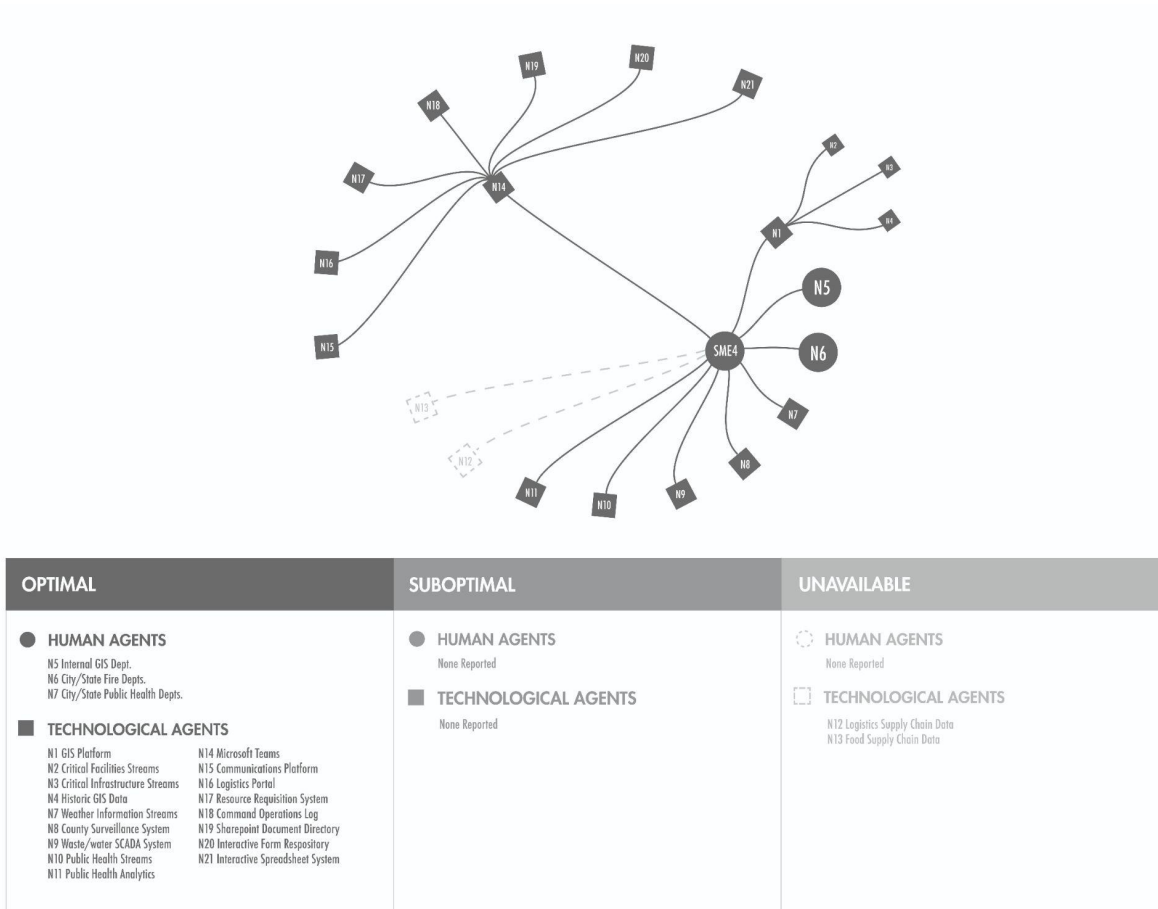 N19
N20
N21
N18
N2
N3
N17
N14
N4
N1
N16
N5
N15
SME4
N6
N13
N7
N12
N8
N11
N10
N9
OPTIMAL
HUMAN AGENTS
N5 Internal GIS Dept.
N6 City/State Fire Depts.
N7 City/State Public Health Depts.
TECHNOLOGICAL AGENTS
N1 GIS Platform
N2 Critical Facilities Streams
N3 Critical Infrastructure Streams
N4 Historic GIS Data
N7 Weather Information Streams
N8 County Surveillance System
N9 Waste/water SCADA System
N10 Public Health Streams
N11 Public Health Analytics
N14 Microsoft Teams
N15 Communications Platform
N16 Logistics Portal
N17 Resource Requisition System
N18 Command Operations Log
N19 Sharepoint Document Directory
N20 Interactive Form Respository
N21 Interactive Spreadsheet System
SUBOPTIMAL
HUMAN AGENTS
None Reported
TECHNOLOGICAL AGENTS
None Reported
UNAVAILABLE
HUMAN AGENTS
None Reported
TECHNOLOGICAL AGENTS
N12 Logistics Supply Chain Data
N13 Food Supply Chain Data